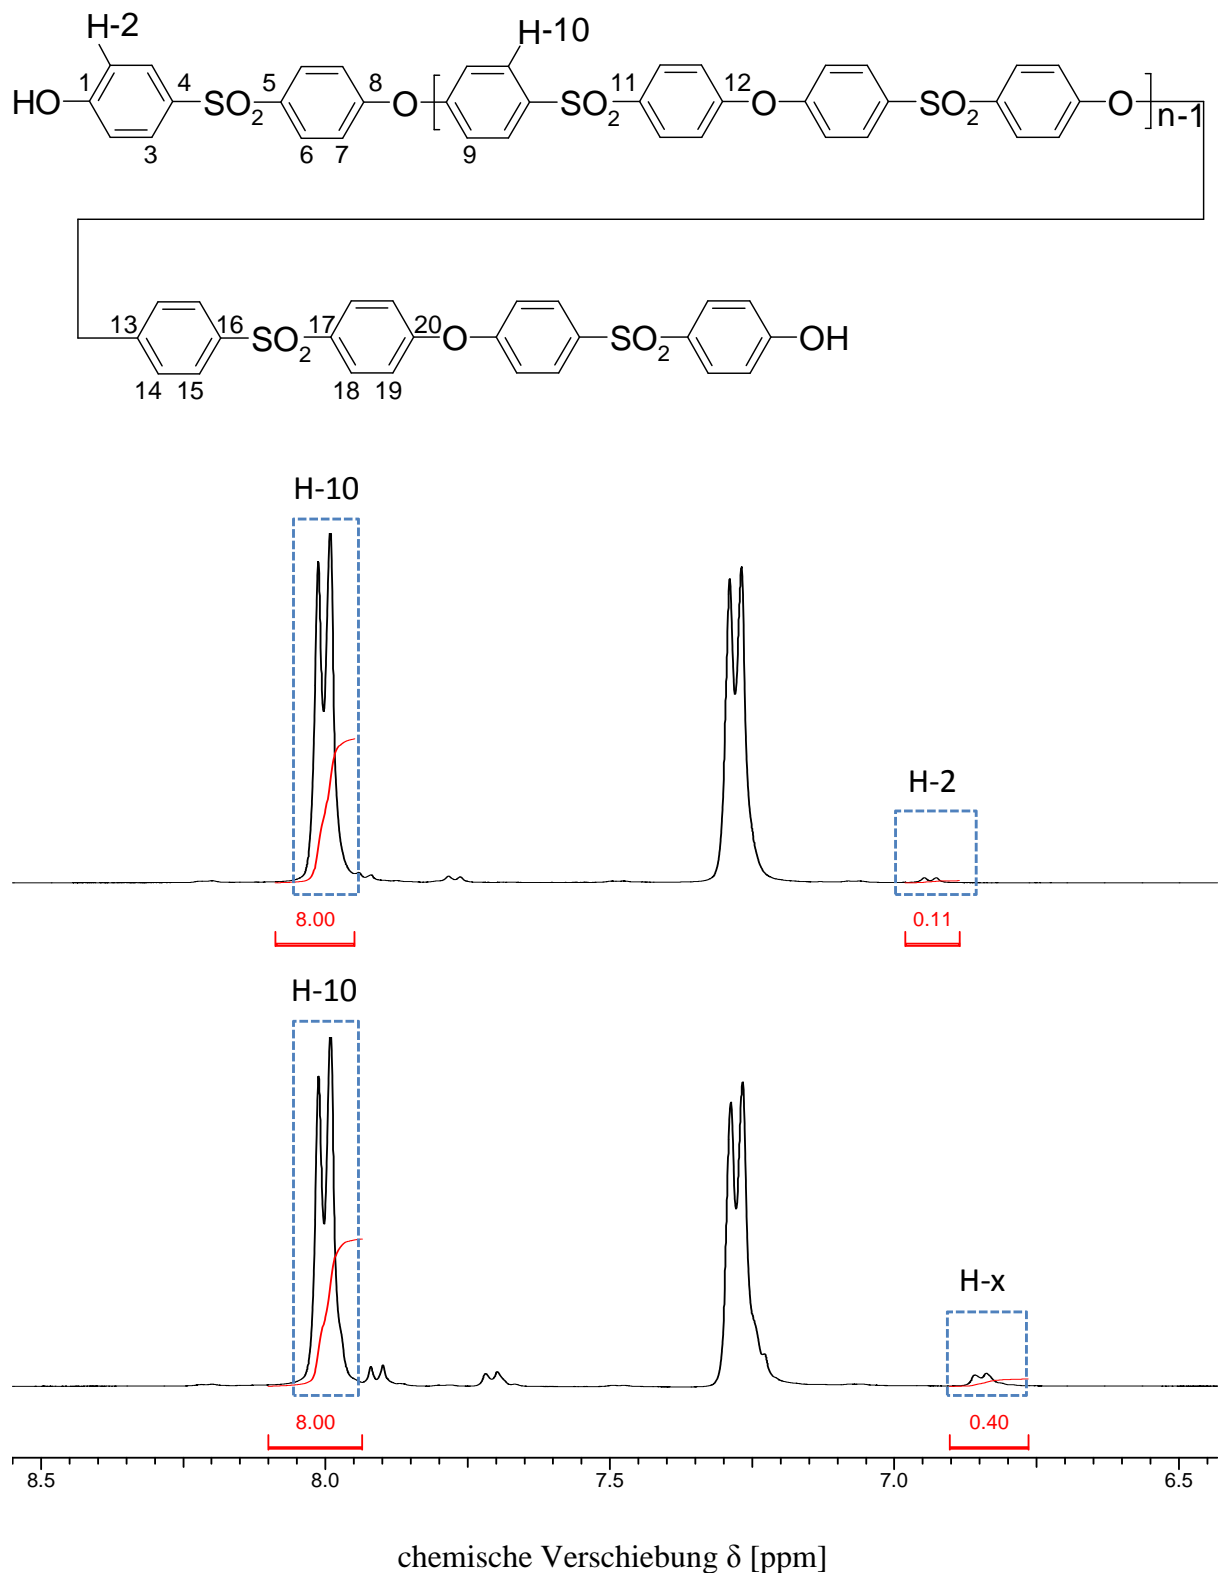 H-2 H-10
1 4 5 8 11 12
HO SO2 O SO2 O SO2 O n-1
3 6 7 9
13 16 17 20
SO2 O SO2 OH
14 15 18 19
H-10
H-2
8.00 0.11
H-10
H-x
8.00 0.40
8.5 8.0 7.5 7.0 6.5
chemische Verschiebung δ [ppm]